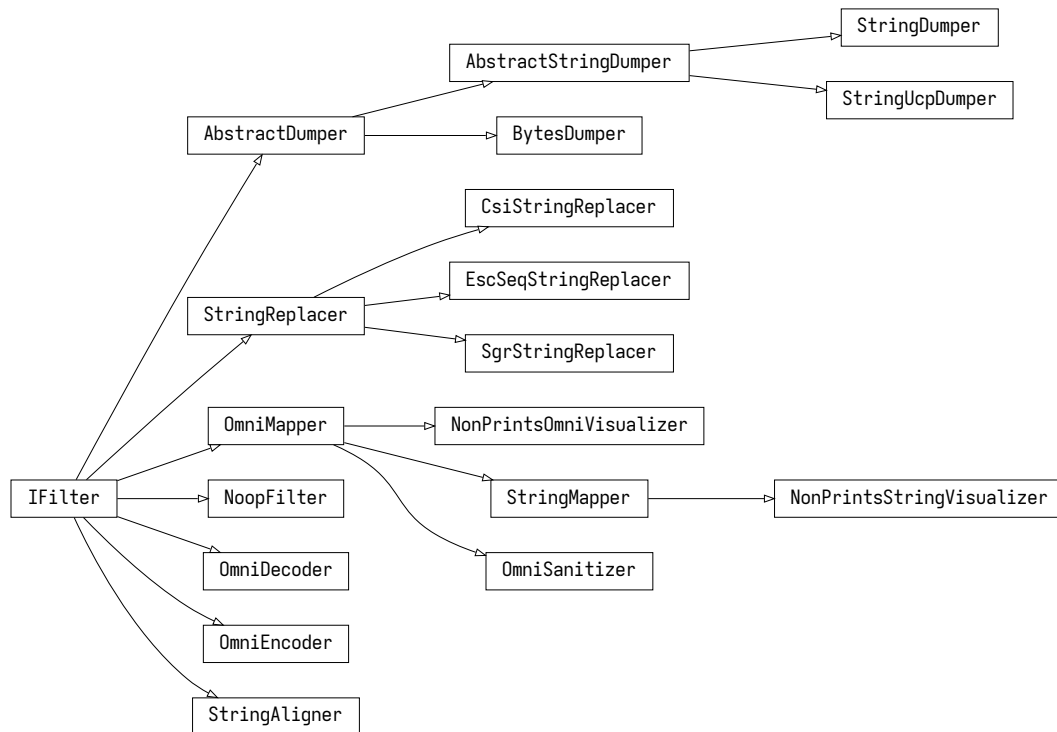 StringDumper
AbstractStringDumper
StringUcpDumper
AbstractDumper
BytesDumper
CsiStringReplacer
EscSeqStringReplacer
StringReplacer
SgrStringReplacer
OmniMapper
NonPrintsOmniVisualizer
IFilter
NoopFilter
StringMapper
NonPrintsStringVisualizer
OmniDecoder
OmniSanitizer
OmniEncoder
StringAligner